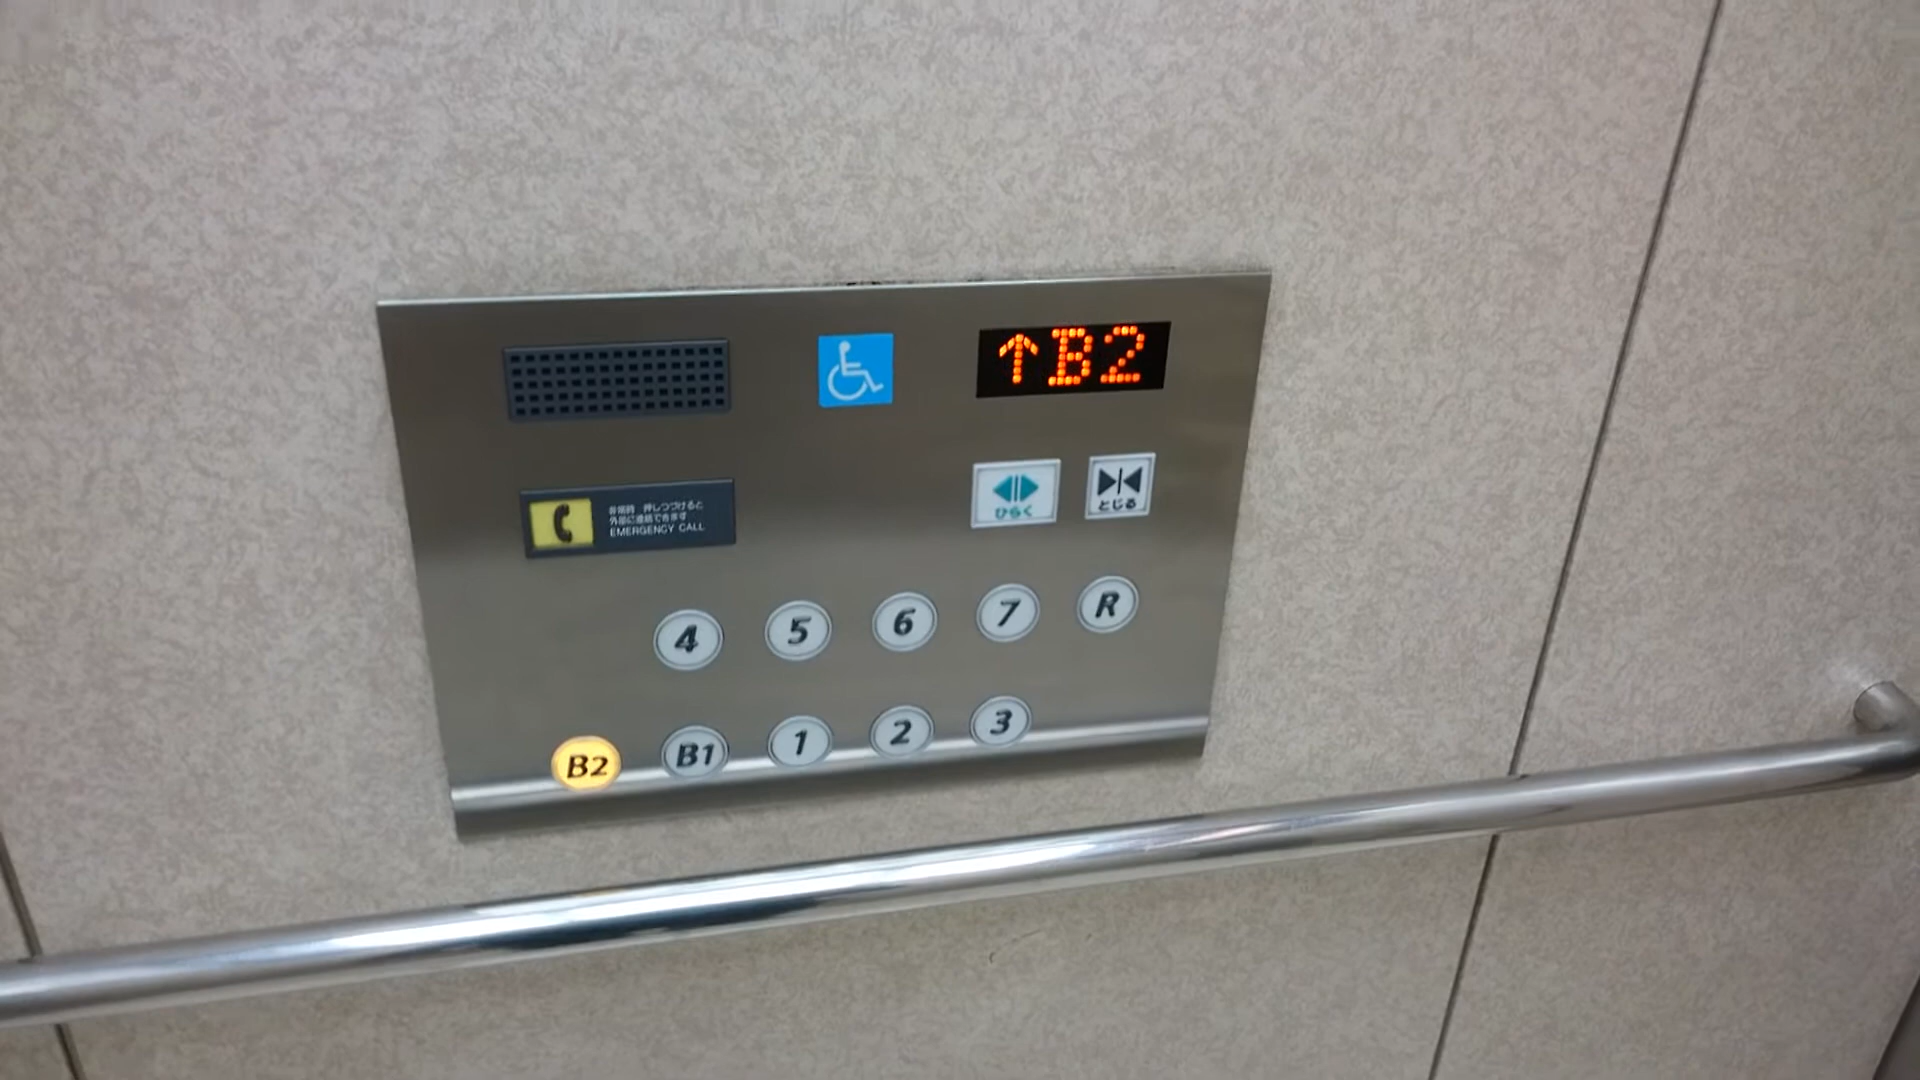 ↑B2
非常時 押しつづけると
外部に連絡できます
EMERGENCY CALL
ひらく
とじる
4 5 6 7 R
B2 B1 1 2 3